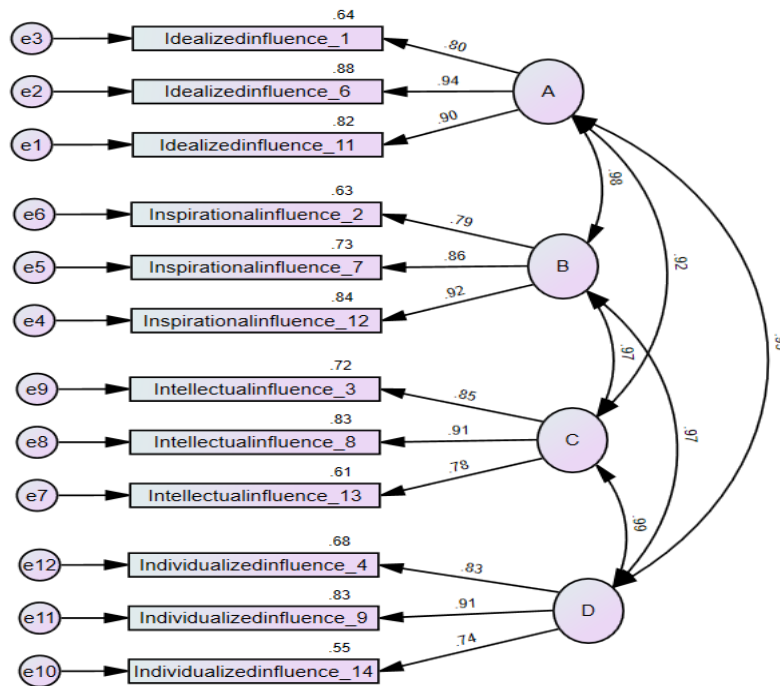 .64
e3 Idealizedinfluence_1 .80
.88
e2 Idealizedinfluence_6 .94 A
.82
e1 Idealizedinfluence_11 .90
.98
.63
e6 Inspirationalinfluence_2 .79
.73
e5 Inspirationalinfluence_7 .86 B .92
.84
e4 Inspirationalinfluence_12 .92
.97
.72
e9 Intellectualinfluence_3 .85
.83
e8 Intellectualinfluence_8 .91 C .97
.61
e7 Intellectualinfluence_13 .78
.99
.68
e12 Individualizedinfluence_4 .83
.83
e11 Individualizedinfluence_9 .91 D
.55
e10 Individualizedinfluence_14 .74